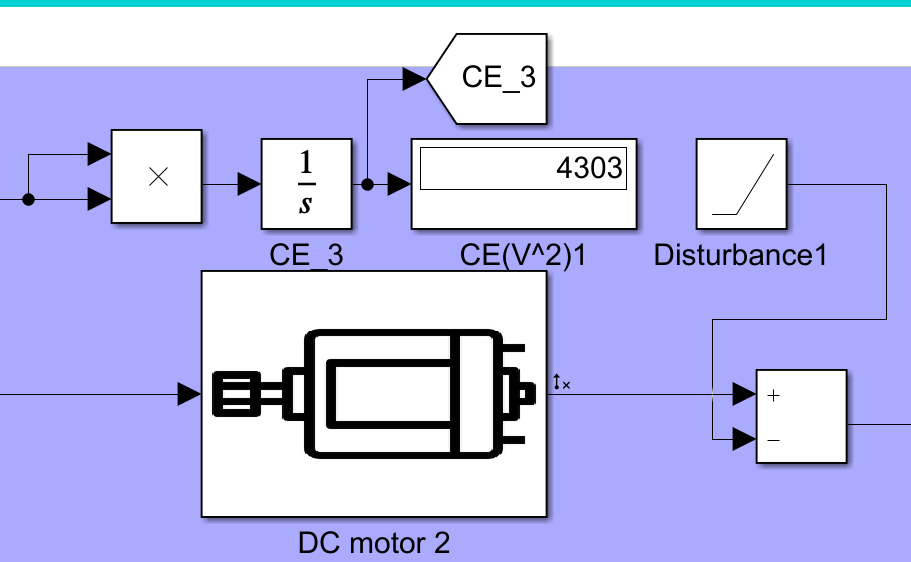 CE_3
×
1
s
4303
CE_3
CE(V^2)1
Disturbance1
+
−
DC motor 2